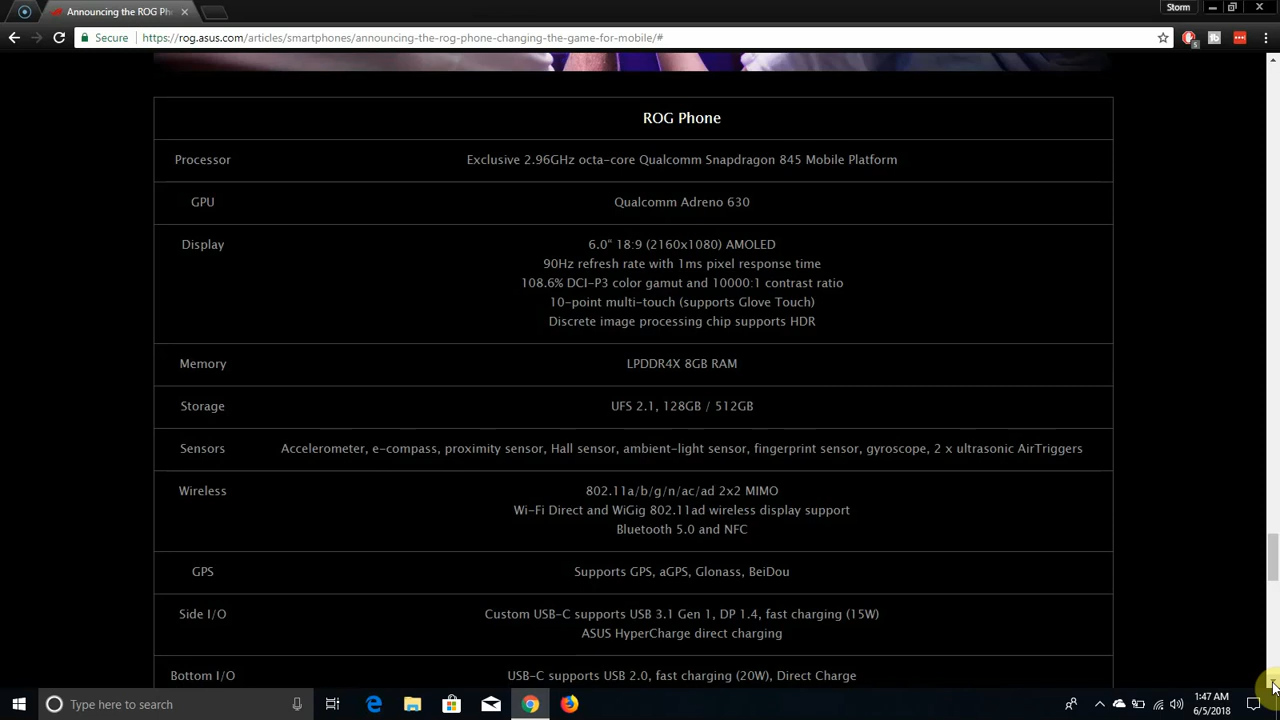 Announcing the ROG Ph
Storm
Secure
https://rog.asus.com/articles/smartphones/announcing-the-rog-phone-changing-the-game-for-mobile/#
ROG Phone
Processor
Exclusive 2.96GHz octa-core Qualcomm Snapdragon 845 Mobile Platform
GPU
Qualcomm Adreno 630
Display
6.0" 18:9 (2160x1080) AMOLED
90Hz refresh rate with 1ms pixel response time
108.6% DCI-P3 color gamut and 10000:1 contrast ratio
10-point multi-touch (supports Glove Touch)
Discrete image processing chip supports HDR
Memory
LPDDR4X 8GB RAM
Storage
UFS 2.1, 128GB / 512GB
Sensors
Accelerometer, e-compass, proximity sensor, Hall sensor, ambient-light sensor, fingerprint sensor, gyroscope, 2 x ultrasonic AirTriggers
Wireless
802.11a/b/g/n/ac/ad 2x2 MIMO
Wi-Fi Direct and WiGig 802.11ad wireless display support
Bluetooth 5.0 and NFC
GPS
Supports GPS, aGPS, Glonass, BeiDou
Side I/O
Custom USB-C supports USB 3.1 Gen 1, DP 1.4, fast charging (15W)
ASUS HyperCharge direct charging
Bottom I/O
USB-C supports USB 2.0, fast charging (20W), Direct Charge
Type here to search
1:47 AM
6/5/2018